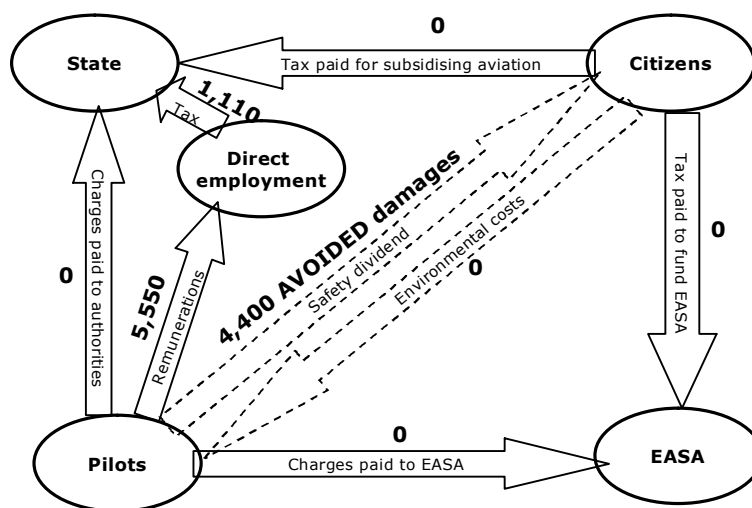 0
State
Tax paid for subsidising aviation
Citizens
1,110
Tax
Direct
employment
Charges paid to authorities
0
5,550
Remunerations
4,400 AVOIDED damages
Safety dividend
Environmental costs
0
Tax paid to fund EASA
0
Pilots
0
Charges paid to EASA
EASA